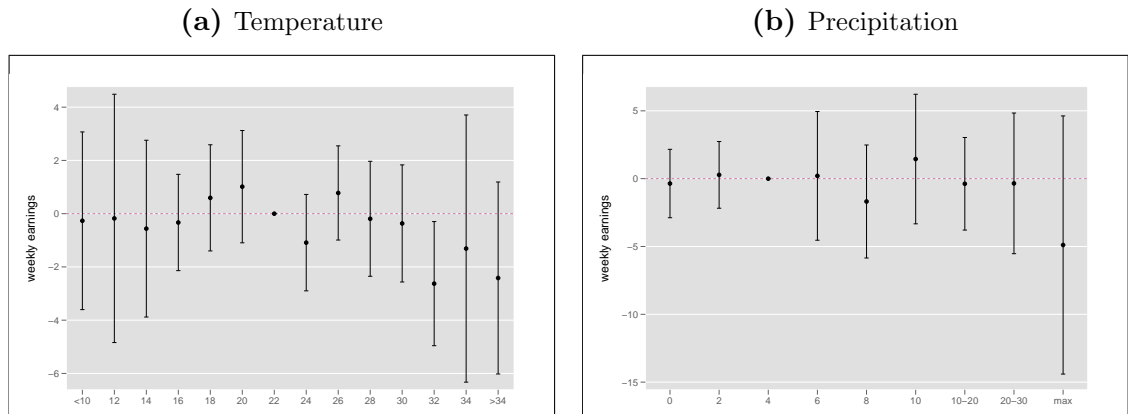 (a) Temperature
(b) Precipitation
weekly earnings
4
2
0
−2
−4
−6
<10 12 14 16 18 20 22 24 26 28 30 32 34 >34
weekly earnings
5
0
−5
−10
−15
0 2 4 6 8 10 10−20 20−30 max